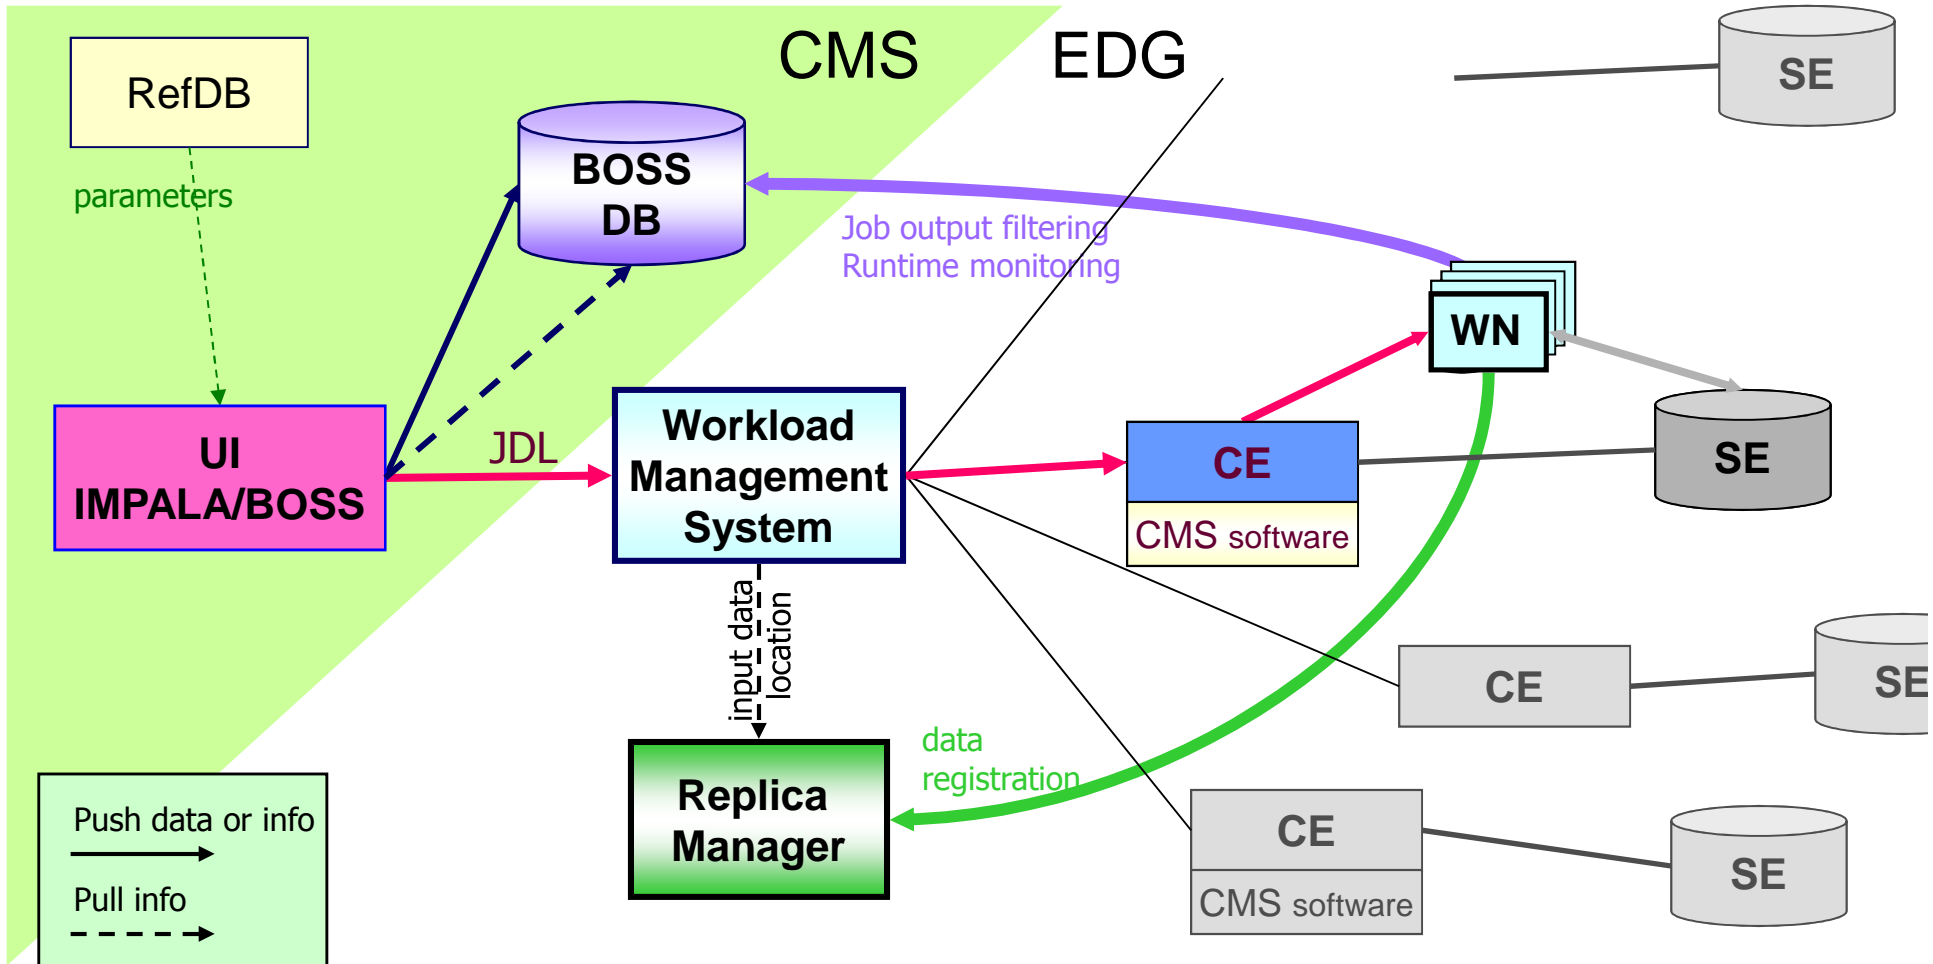 CMS
EDG
SE
RefDB
BOSS
DB
parameters
Job output filtering
Runtime monitoring
WN
UI
IMPALA/BOSS
JDL
Workload
Management
System
CE
CMS software
SE
input data
location
CE
SE
data
registration
Replica
Manager
CE
CMS software
SE
Push data or info
Pull info